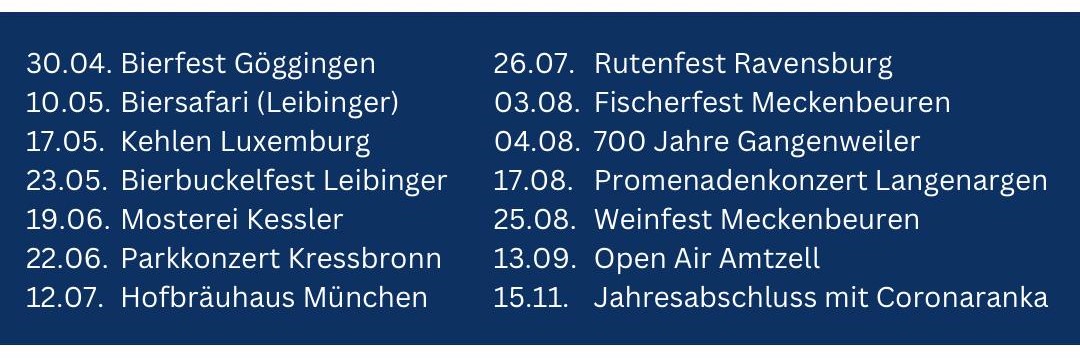 30.04. Bierfest Göggingen
10.05. Biersafari (Leibinger)
17.05. Kehlen Luxemburg
23.05. Bierbuckelfest Leibinger
19.06. Mosterei Kessler
22.06. Parkkonzert Kressbronn
12.07. Hofbräuhaus München
26.07. Rutenfest Ravensburg
03.08. Fischerfest Meckenbeuren
04.08. 700 Jahre Gangenweiler
17.08. Promenadenkonzert Langenargen
25.08. Weinfest Meckenbeuren
13.09. Open Air Amtzell
15.11. Jahresabschluss mit Coronaranka